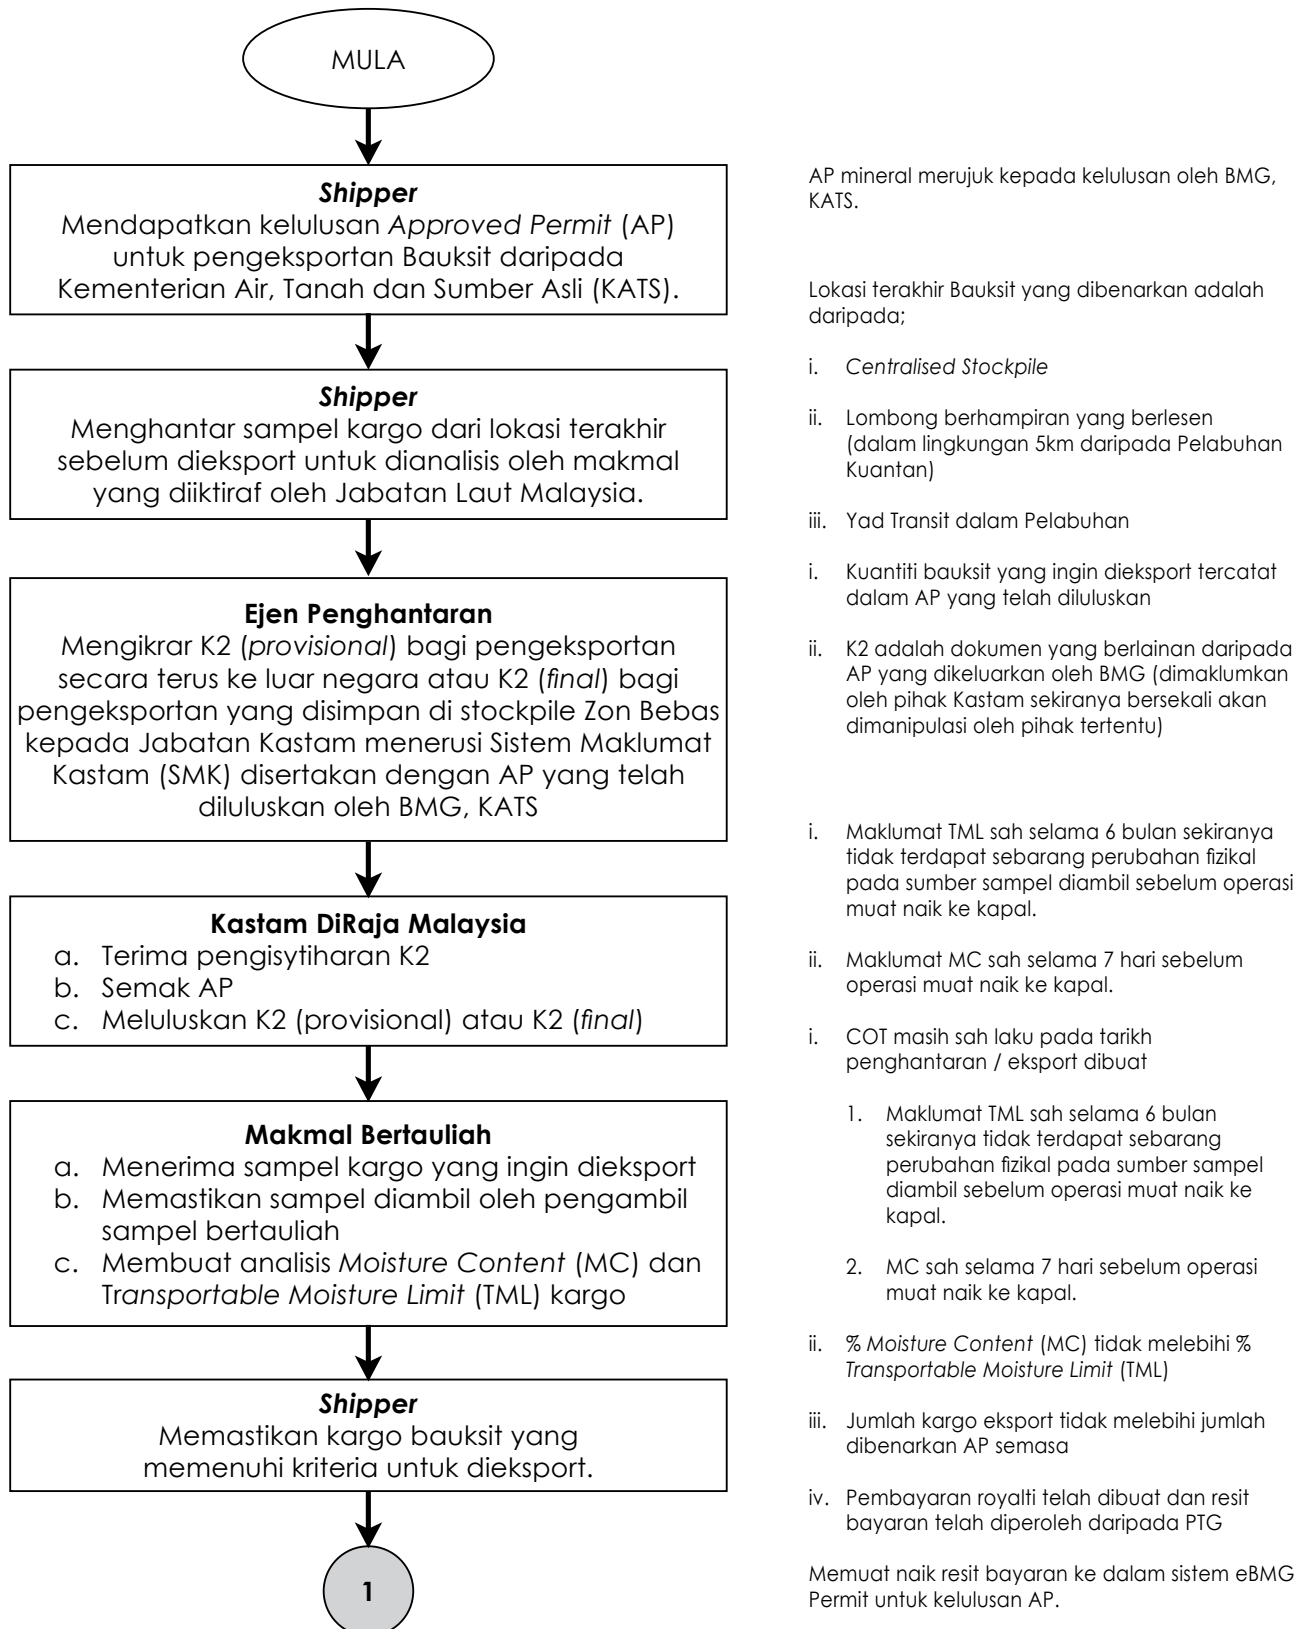 MULA
Shipper
Mendapatkan kelulusan Approved Permit (AP)
untuk pengeksportan Bauksit daripada
Kementerian Air, Tanah dan Sumber Asli (KATS).
Shipper
Menghantar sampel kargo dari lokasi terakhir
sebelum dieksport untuk dianalisis oleh makmal
yang diiktiraf oleh Jabatan Laut Malaysia.
Ejen Penghantaran
Mengikrar K2 (provisional) bagi pengeksportan
secara terus ke luar negara atau K2 (final) bagi
pengeksportan yang disimpan di stockpile Zon Bebas
kepada Jabatan Kastam menerusi Sistem Maklumat
Kastam (SMK) disertakan dengan AP yang telah
diluluskan oleh BMG, KATS
Kastam DiRaja Malaysia
a. Terima pengisytiharan K2
b. Semak AP
c. Meluluskan K2 (provisional) atau K2 (final)
Makmal Bertauliah
a. Menerima sampel kargo yang ingin dieksport
b. Memastikan sampel diambil oleh pengambil
sampel bertauliah
c. Membuat analisis Moisture Content (MC) dan
Transportable Moisture Limit (TML) kargo
Shipper
Memastikan kargo bauksit yang
memenuhi kriteria untuk dieksport.
1
AP mineral merujuk kepada kelulusan oleh BMG,
KATS.
Lokasi terakhir Bauksit yang dibenarkan adalah
daripada;
i. Centralised Stockpile
ii. Lombong berhampiran yang berlesen
(dalam lingkungan 5km daripada Pelabuhan
Kuantan)
iii. Yad Transit dalam Pelabuhan
i. Kuantiti bauksit yang ingin dieksport tercatat
dalam AP yang telah diluluskan
ii. K2 adalah dokumen yang berlainan daripada
AP yang dikeluarkan oleh BMG (dimaklumkan
oleh pihak Kastam sekiranya bersekali akan
dimanipulasi oleh pihak tertentu)
i. Maklumat TML sah selama 6 bulan sekiranya
tidak terdapat sebarang perubahan fizikal
pada sumber sampel diambil sebelum operasi
muat naik ke kapal.
ii. Maklumat MC sah selama 7 hari sebelum
operasi muat naik ke kapal.
i. COT masih sah laku pada tarikh
penghantaran / eksport dibuat
1. Maklumat TML sah selama 6 bulan
sekiranya tidak terdapat sebarang
perubahan fizikal pada sumber sampel
diambil sebelum operasi muat naik ke
kapal.
2. MC sah selama 7 hari sebelum operasi
muat naik ke kapal.
ii. % Moisture Content (MC) tidak melebihi %
Transportable Moisture Limit (TML)
iii. Jumlah kargo eksport tidak melebihi jumlah
dibenarkan AP semasa
iv. Pembayaran royalti telah dibuat dan resit
bayaran telah diperoleh daripada PTG
Memuat naik resit bayaran ke dalam sistem eBMG
Permit untuk kelulusan AP.